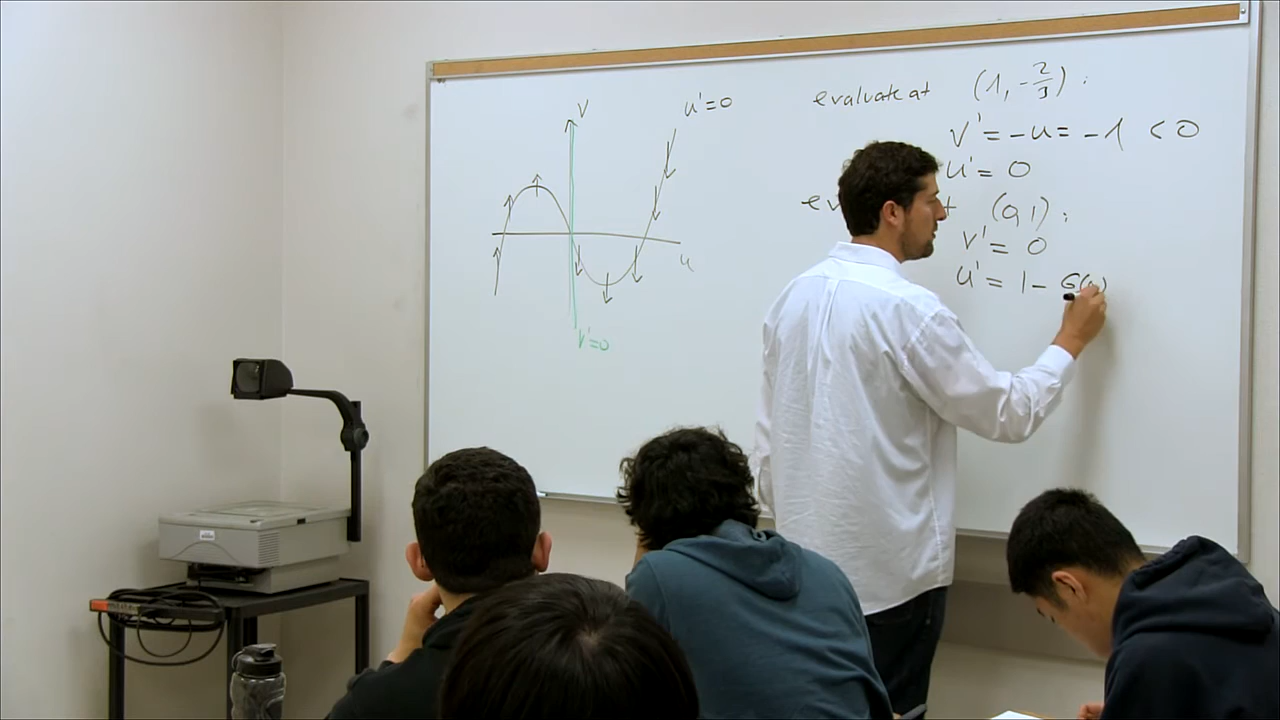 V
u'=0
u
v'=0
evaluate at (1, -2/3):
v' = -u = -1 < 0
u' = 0
(0,1):
v' = 0
u' = 1 -